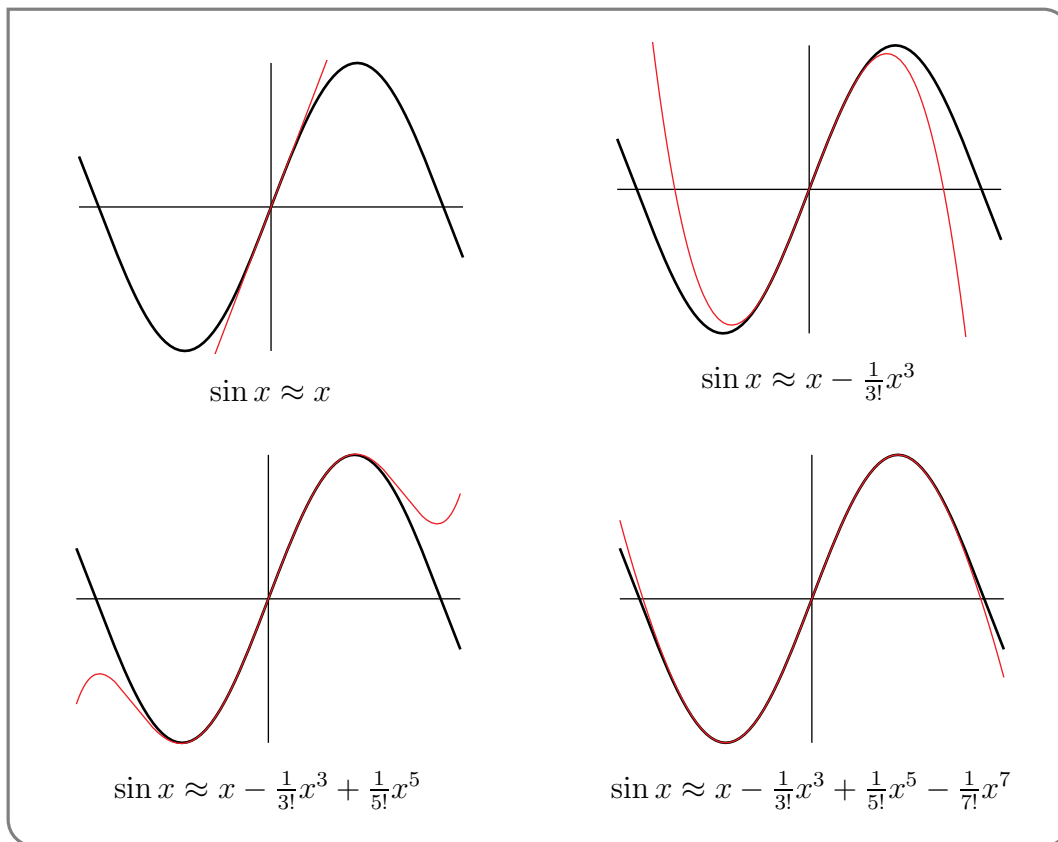 sin x ≈ x
sin x ≈ x − 1/3! x³
sin x ≈ x − 1/3! x³ + 1/5! x⁵
sin x ≈ x − 1/3! x³ + 1/5! x⁵ − 1/7! x⁷